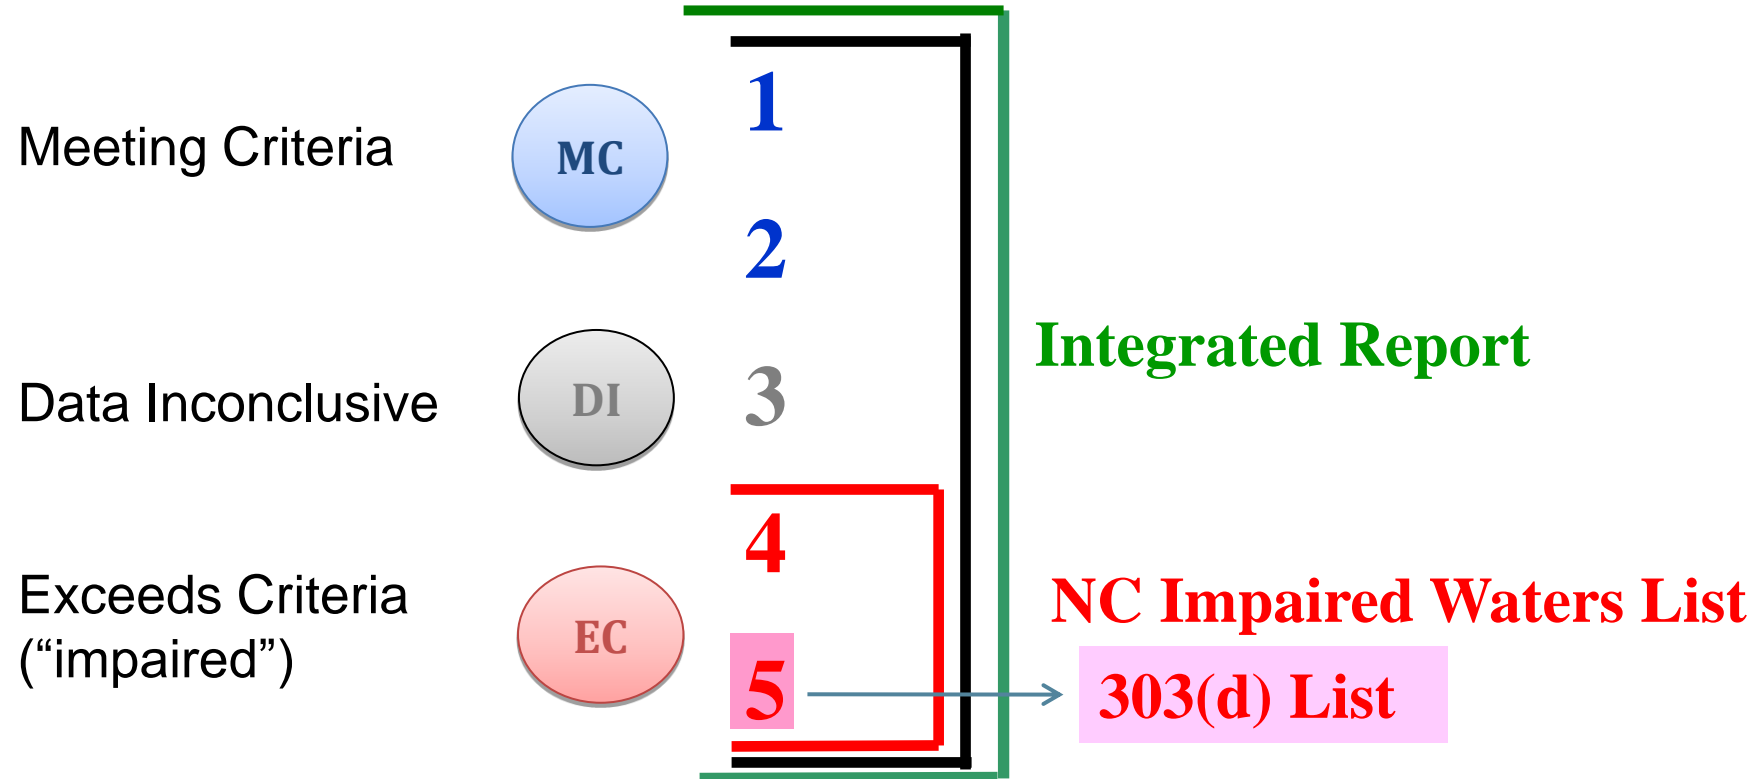 Meeting Criteria
MC
1
2
Data Inconclusive
DI
3
Integrated Report
Exceeds Criteria
(“impaired”)
EC
4
5
NC Impaired Waters List
303(d) List